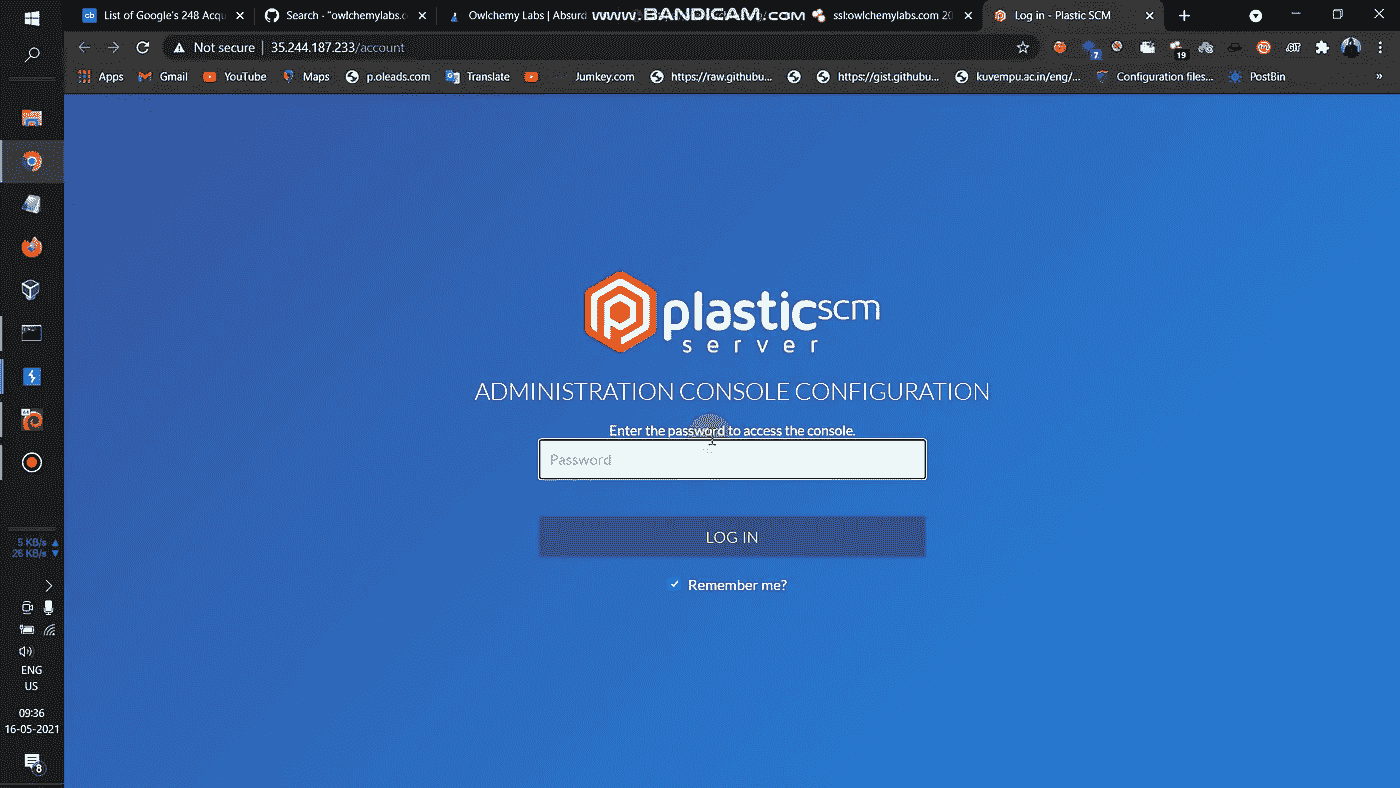 List of Google's 248 Acqu
Search - "owlchemylabs.c
Owlchemy Labs | Absurd
www.BANDICAM.com
ssl:owlchemylabs.com 20
Log in - Plastic SCM
Not secure
35.244.187.233/account
7
19
.GIT
Apps
Gmail
YouTube
Maps
p.oleads.com
Translate
Jumkey.com
https://raw.githubu...
https://gist.githubu...
kuvempu.ac.in/eng/...
Configuration files...
PostBin
»
plastic scm
server
ADMINISTRATION CONSOLE CONFIGURATION
Enter the password to access the console.
Password
LOG IN
Remember me?
5 KB/s
26 KB/s
ENG
US
09:36
16-05-2021
8